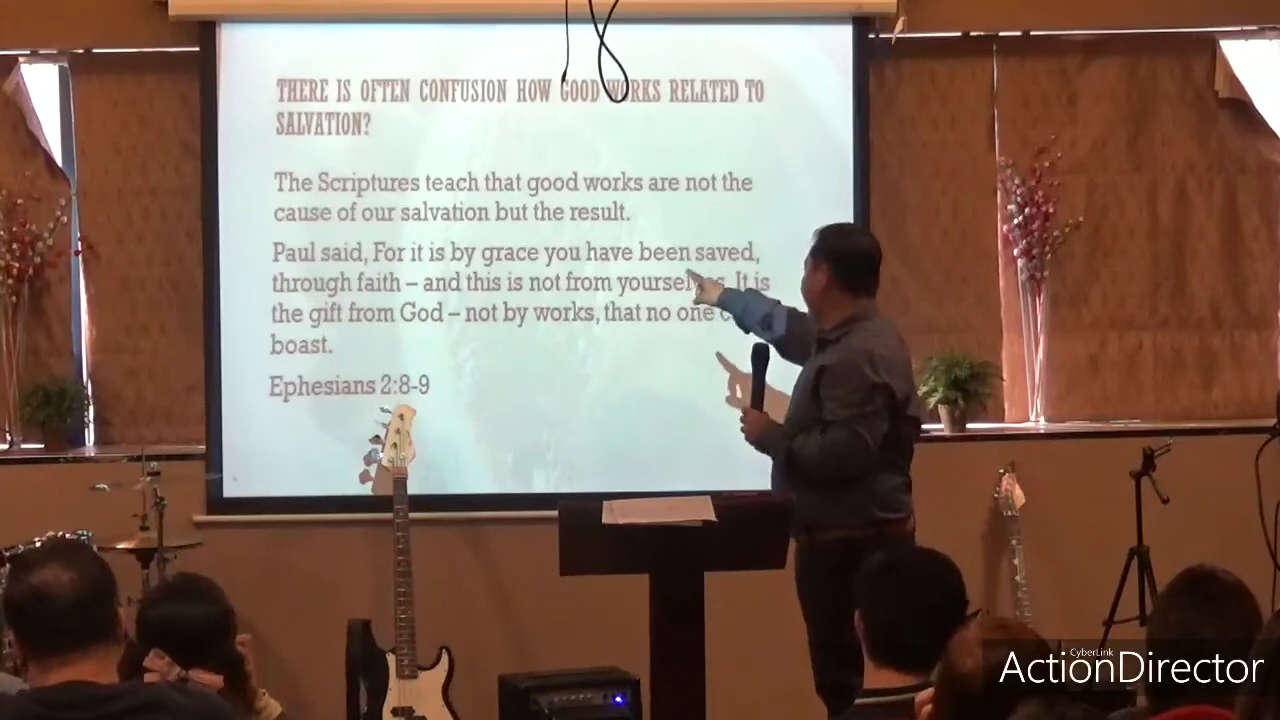 THERE IS OFTEN CONFUSION HOW GOOD WORKS RELATED TO
SALVATION?
The Scriptures teach that good works are not the
cause of our salvation but the result.
Paul said, For it is by grace you have been saved,
through faith – and this is not from yourselves. It is
the gift from God – not by works, that no one
boast.
Ephesians 2:8-9
CyberLink
ActionDirector